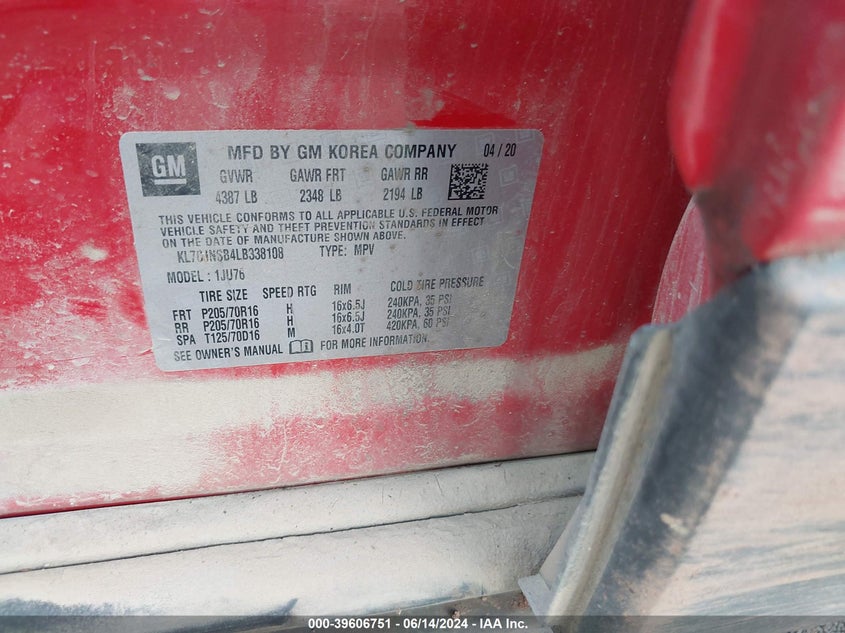 GM
MFD BY GM KOREA COMPANY 04 / 20
GVWR GAWR FRT GAWR RR
4387 LB 2348 LB 2194 LB
THIS VEHICLE CONFORMS TO ALL APPLICABLE U.S. FEDERAL MOTOR
VEHICLE SAFETY AND THEFT PREVENTION STANDARDS IN EFFECT
ON THE DATE OF MANUFACTURE SHOWN ABOVE.
KL7CJNSB4LB338108 TYPE: MPV
MODEL : 1JU76
TIRE SIZE SPEED RTG RIM COLD TIRE PRESSURE
FRT P205/70R16 H 16x6.5J 240KPA, 35 PSI
RR P205/70R16 H 16x6.5J 240KPA, 35 PSI
SPA T125/70D16 M 16x4.0T 420KPA, 60 PSI
SEE OWNER'S MANUAL FOR MORE INFORMATION
000-39606751 - 06/14/2024 - IAA Inc.